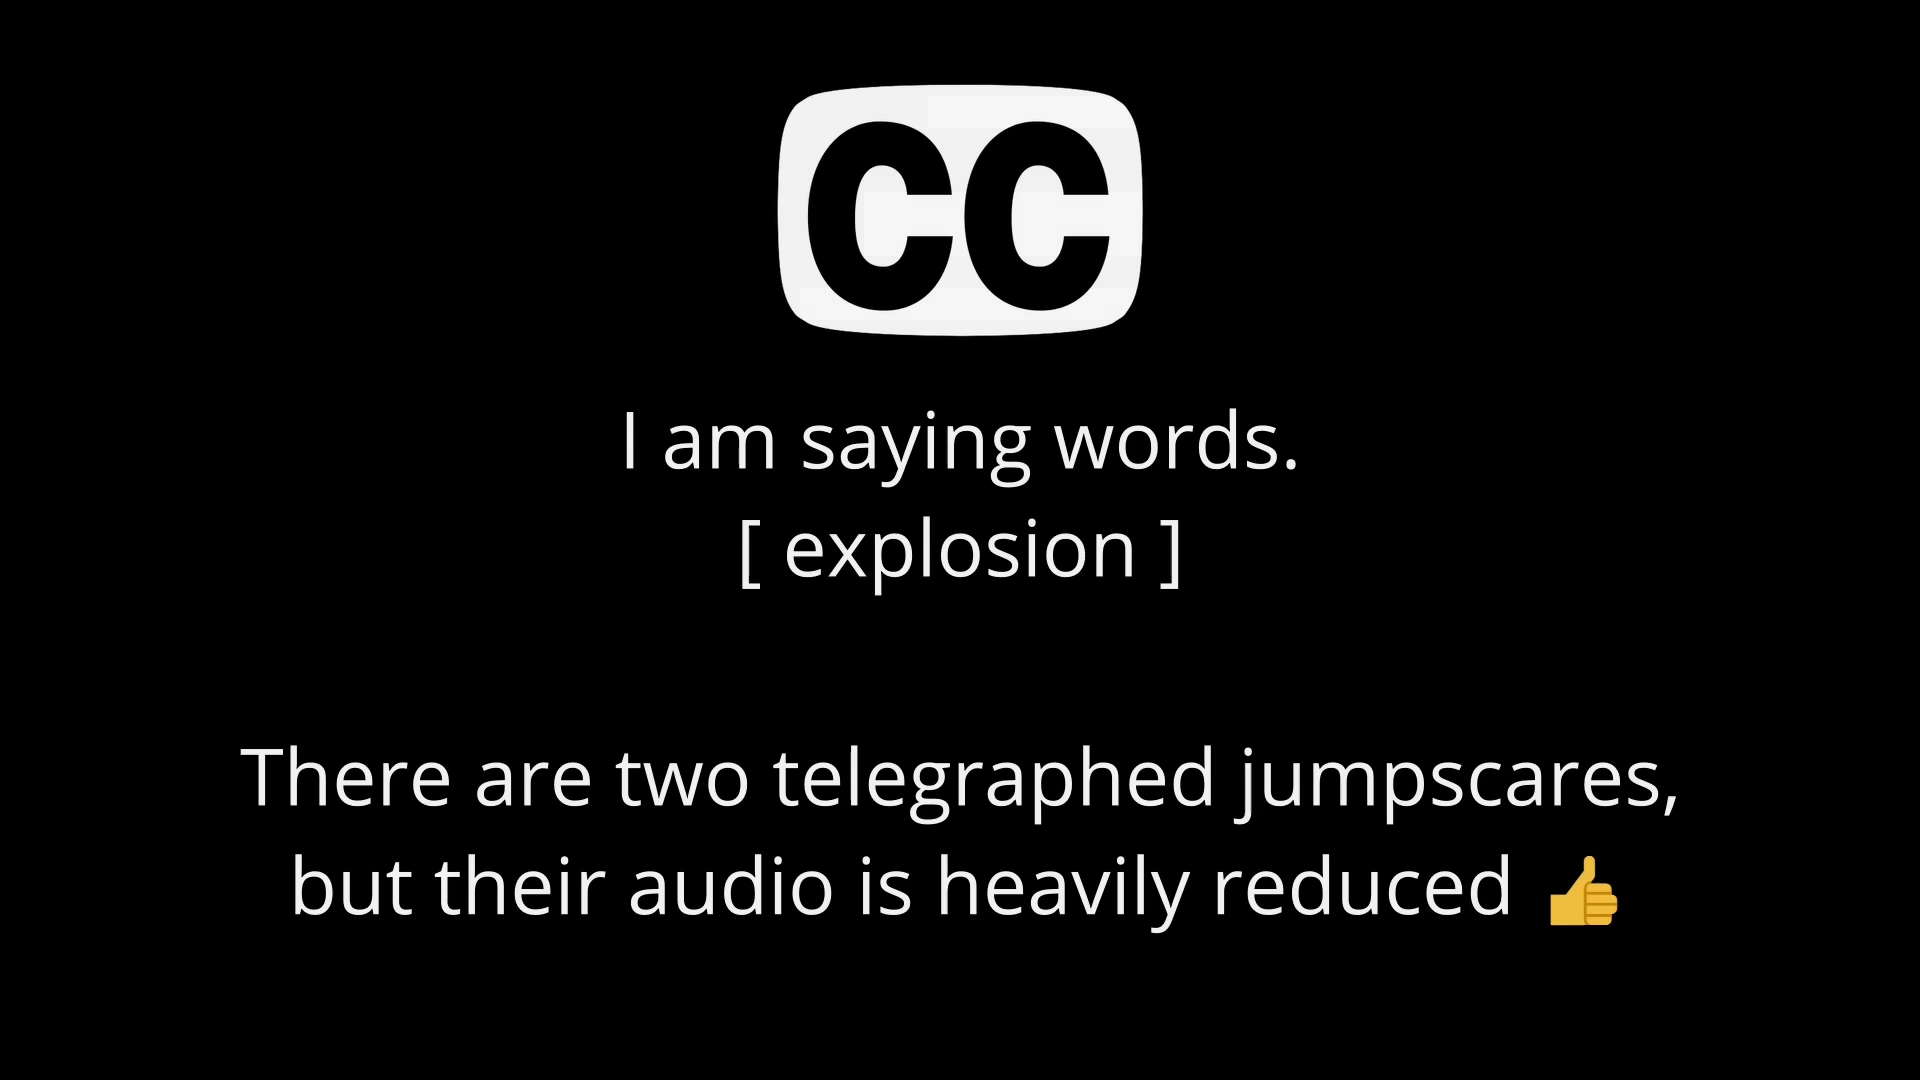 CC
I am saying words.
[ explosion ]
There are two telegraphed jumpscares,
but their audio is heavily reduced 👍